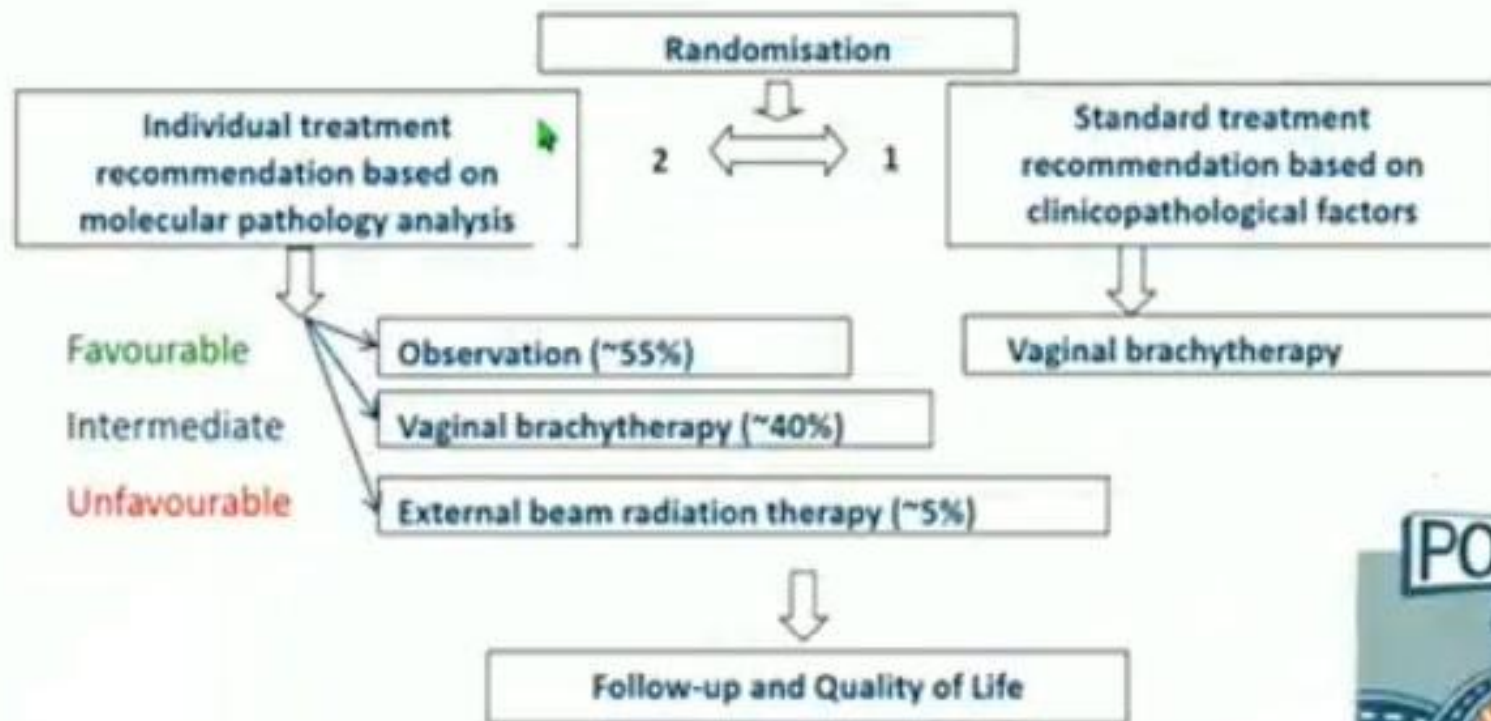 Randomisation
Individual treatment
recommendation based on
molecular pathology analysis
2
1
Standard treatment
recommendation based on
clinicopathological factors
Favourable
Observation (~55%)
Vaginal brachytherapy
Intermediate
Vaginal brachytherapy (~40%)
Unfavourable
External beam radiation therapy (~5%)
PO
Follow-up and Quality of Life